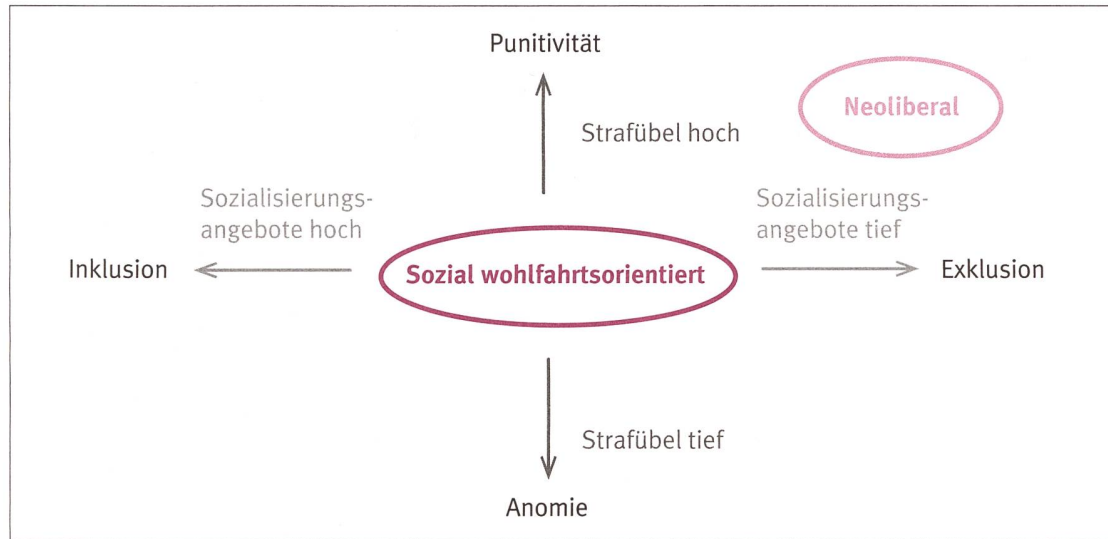 Punitivität
Neoliberal
Strafübel hoch
Sozialisierungs-
angebote hoch
Sozialisierungs-
angebote tief
Inklusion
Sozial wohlfahrtsorientiert
Exklusion
Strafübel tief
Anomie